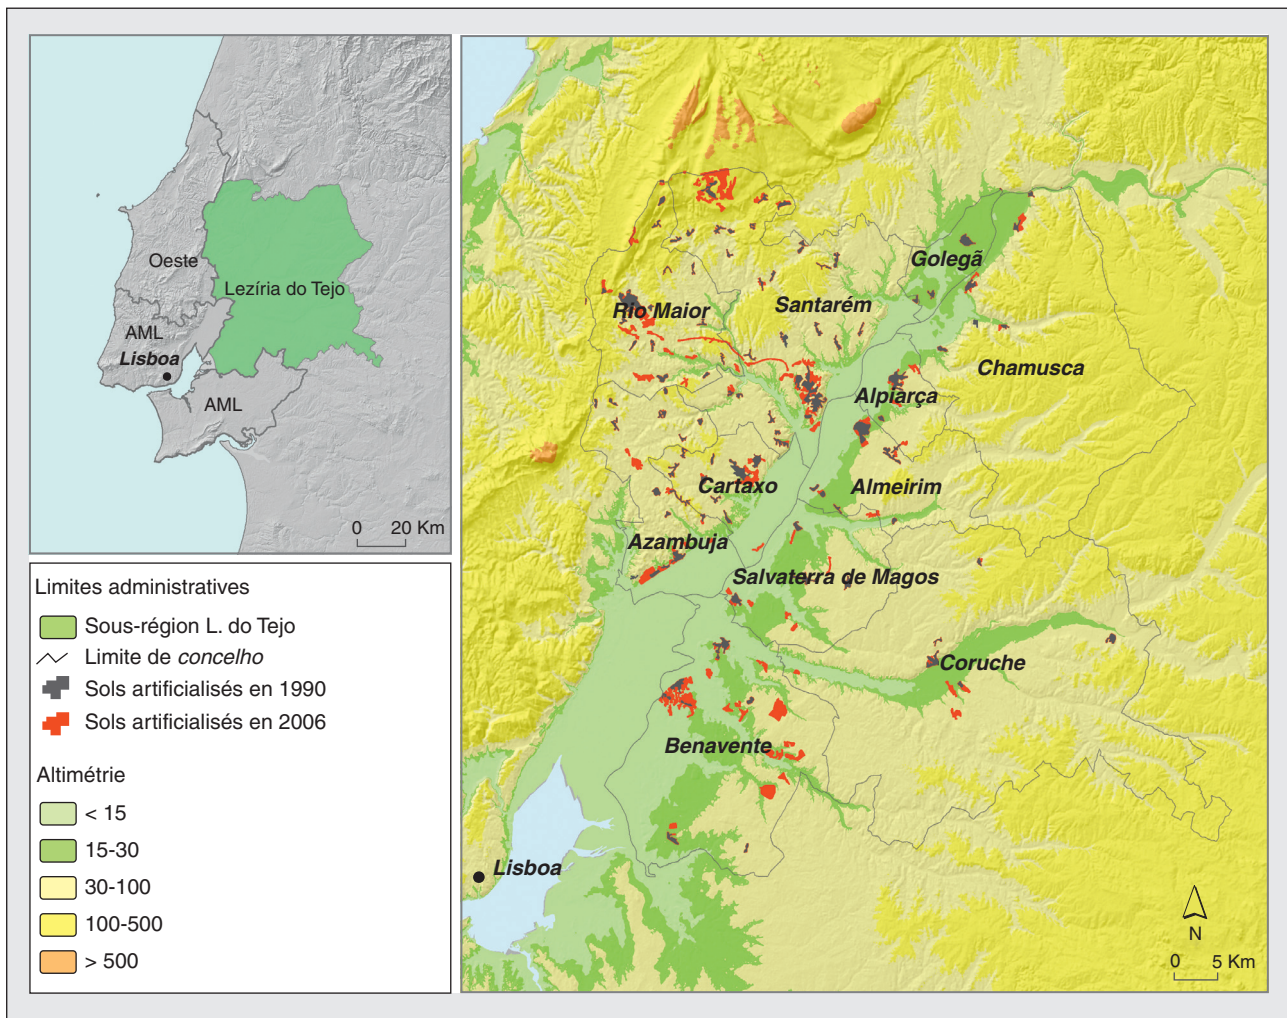 Oeste
Lezíria do Tejo
AML
Lisboa
AML
0 20 Km
Limites administratives
Sous-région L. do Tejo
Limite de concelho
Sols artificialisés en 1990
Sols artificialisés en 2006
Altimétrie
< 15
15-30
30-100
100-500
> 500
Golegã
Rio Maior
Santarém
Chamusca
Alpiarça
Cartaxo
Almeirim
Azambuja
Salvaterra de Magos
Coruche
Benavente
Lisboa
N
0 5 Km